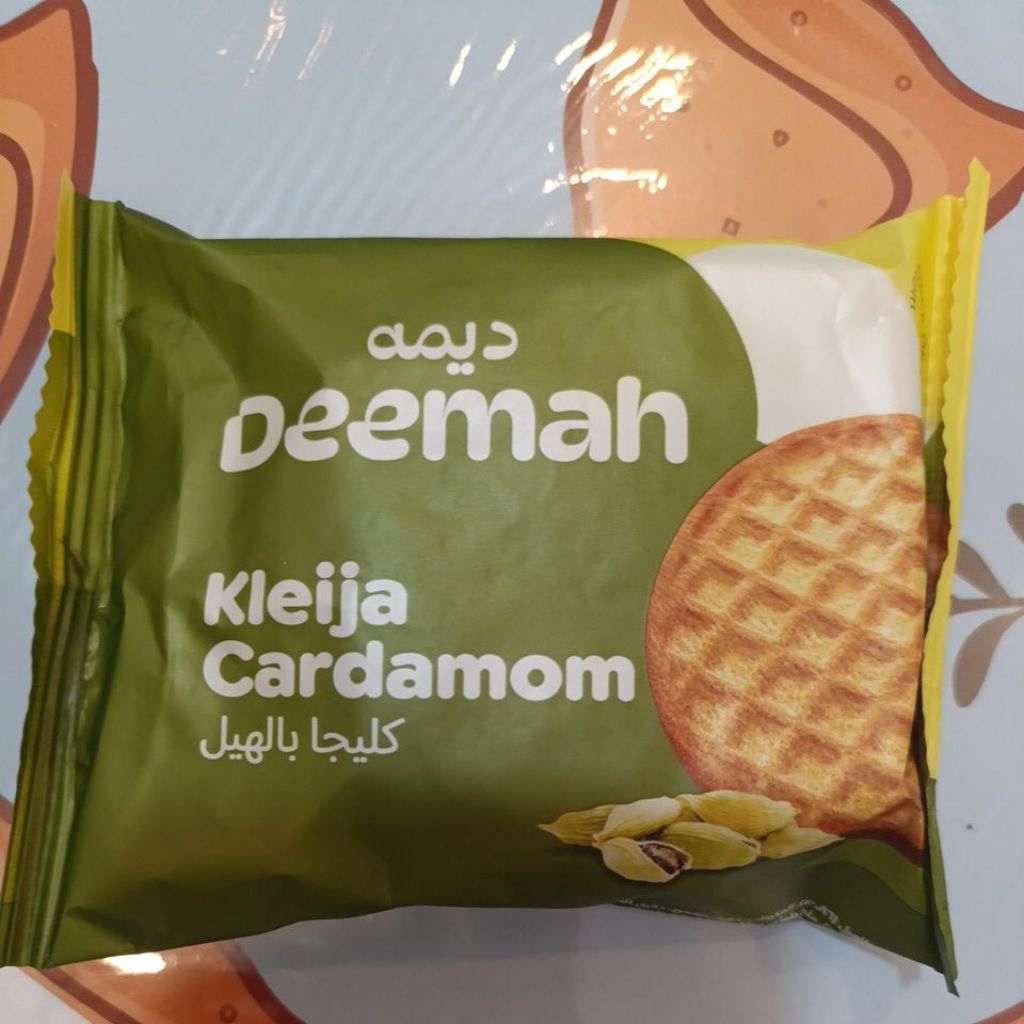 ديمه
Deemah
Kleija
Cardamom
كليجا بالهيل